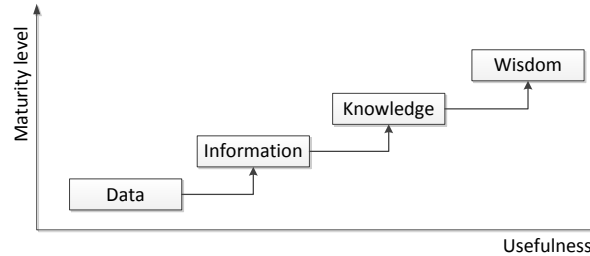 Maturity level
Wisdom
Knowledge
Information
Data
Usefulness